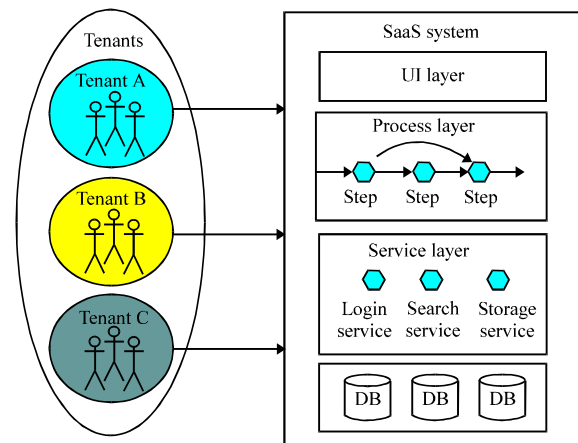 Tenants
Tenant A
Tenant B
Tenant C
SaaS system
UI layer
Process layer
Step Step Step
Service layer
Login Search Storage
service service service
DB DB DB